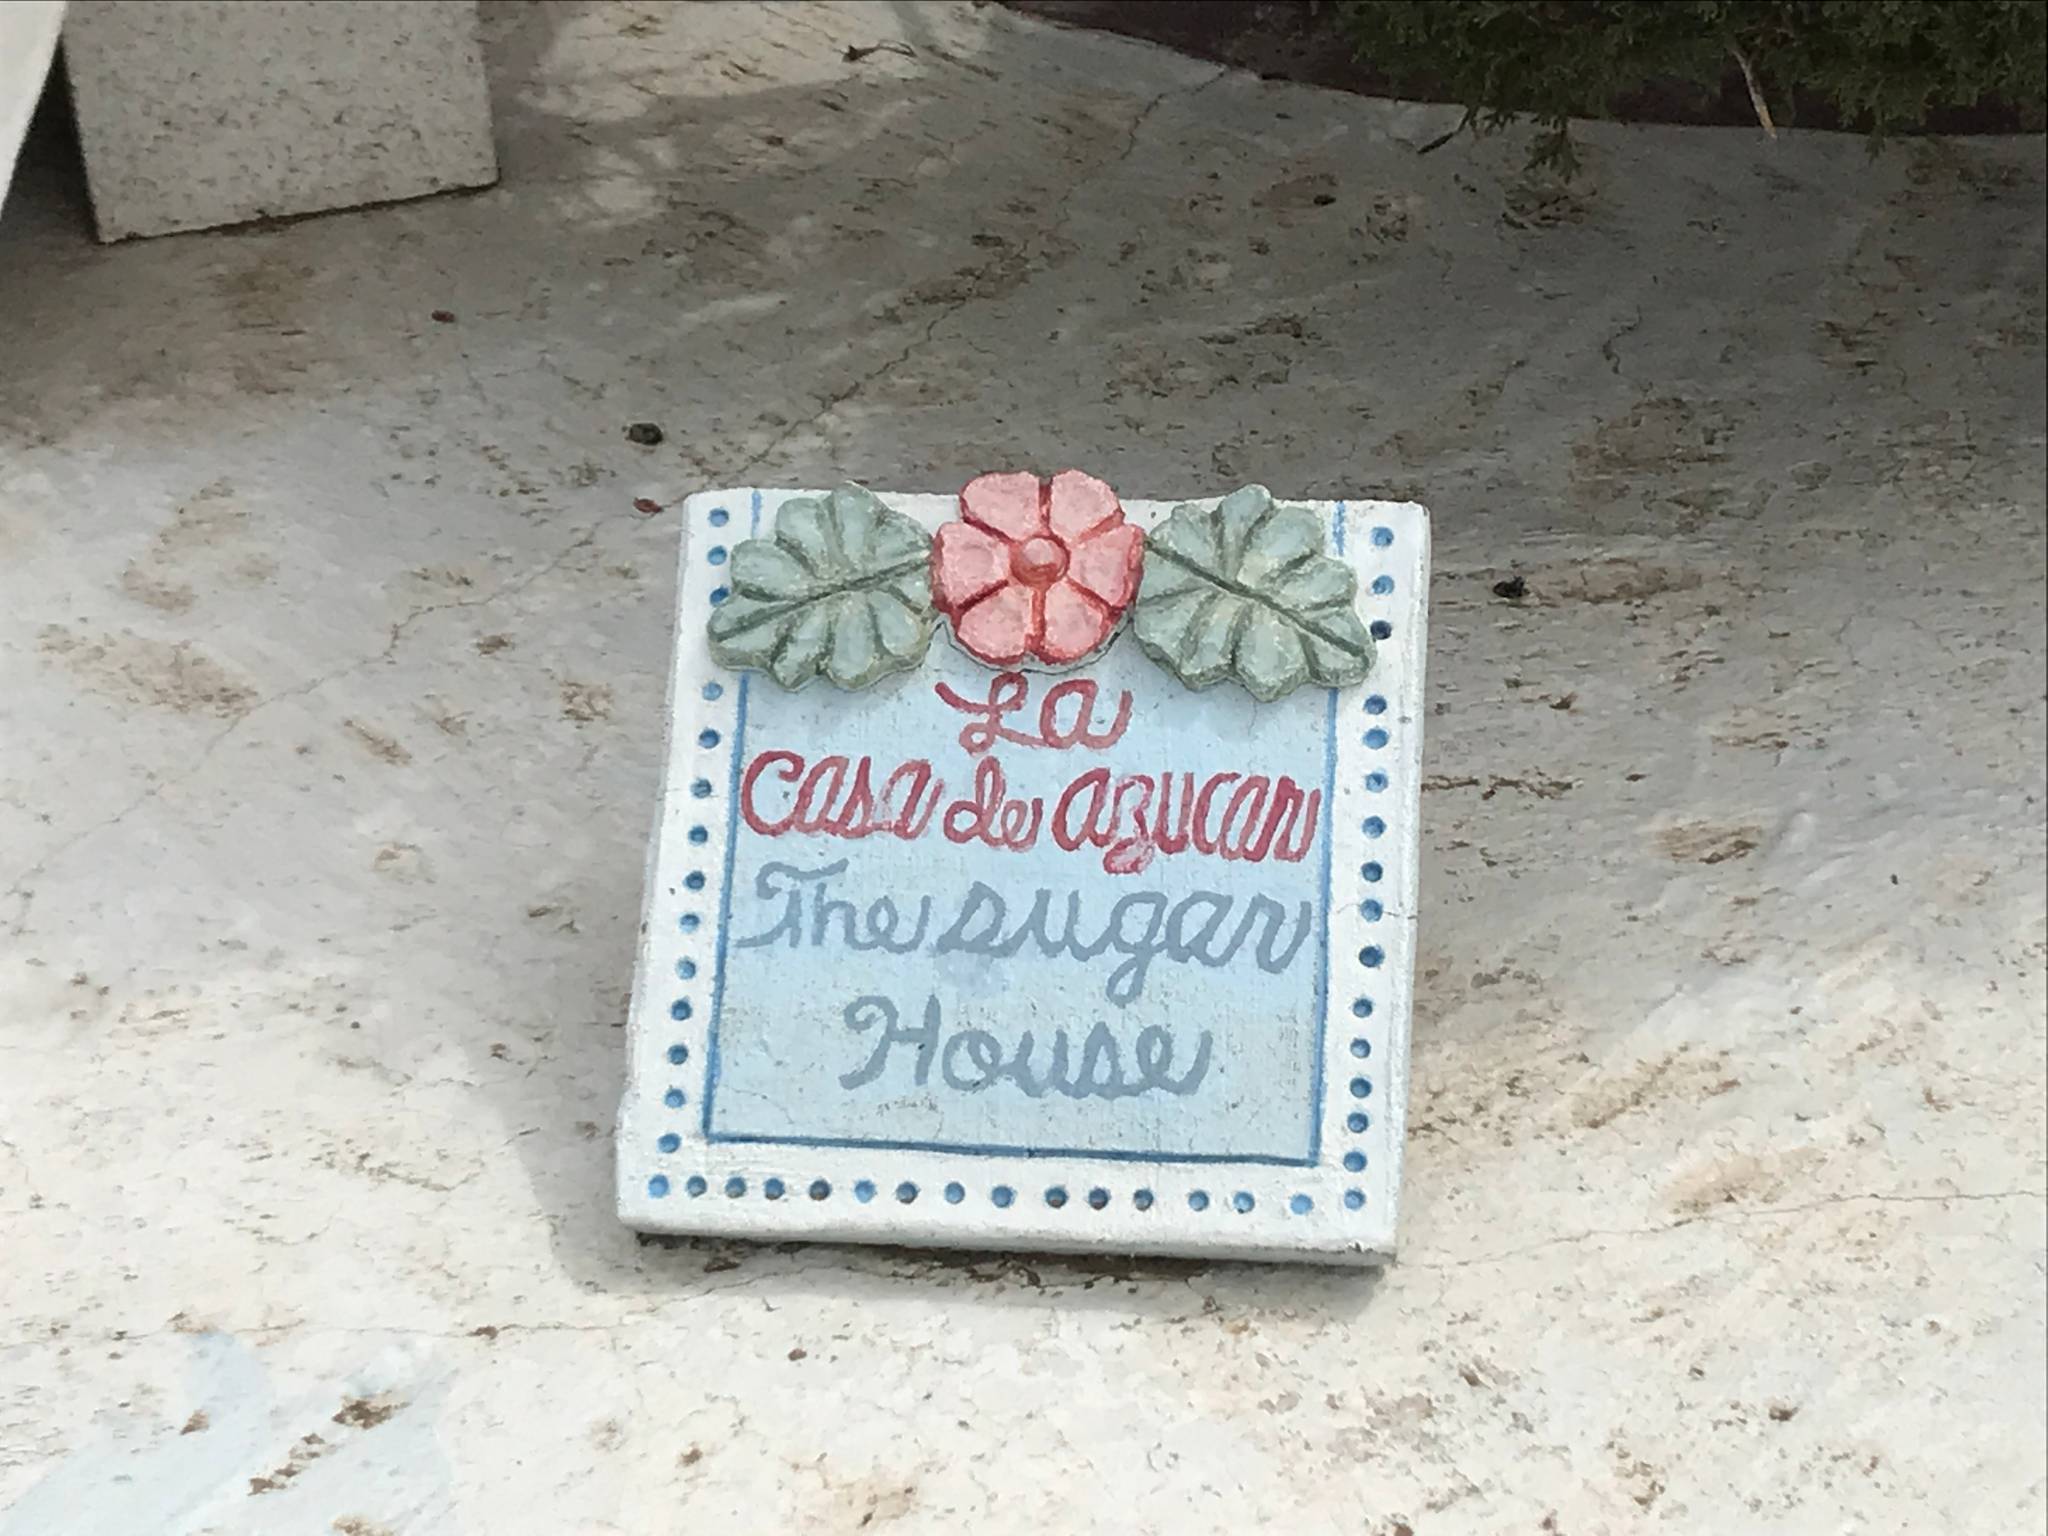 La
casa de azucar
The sugar
House